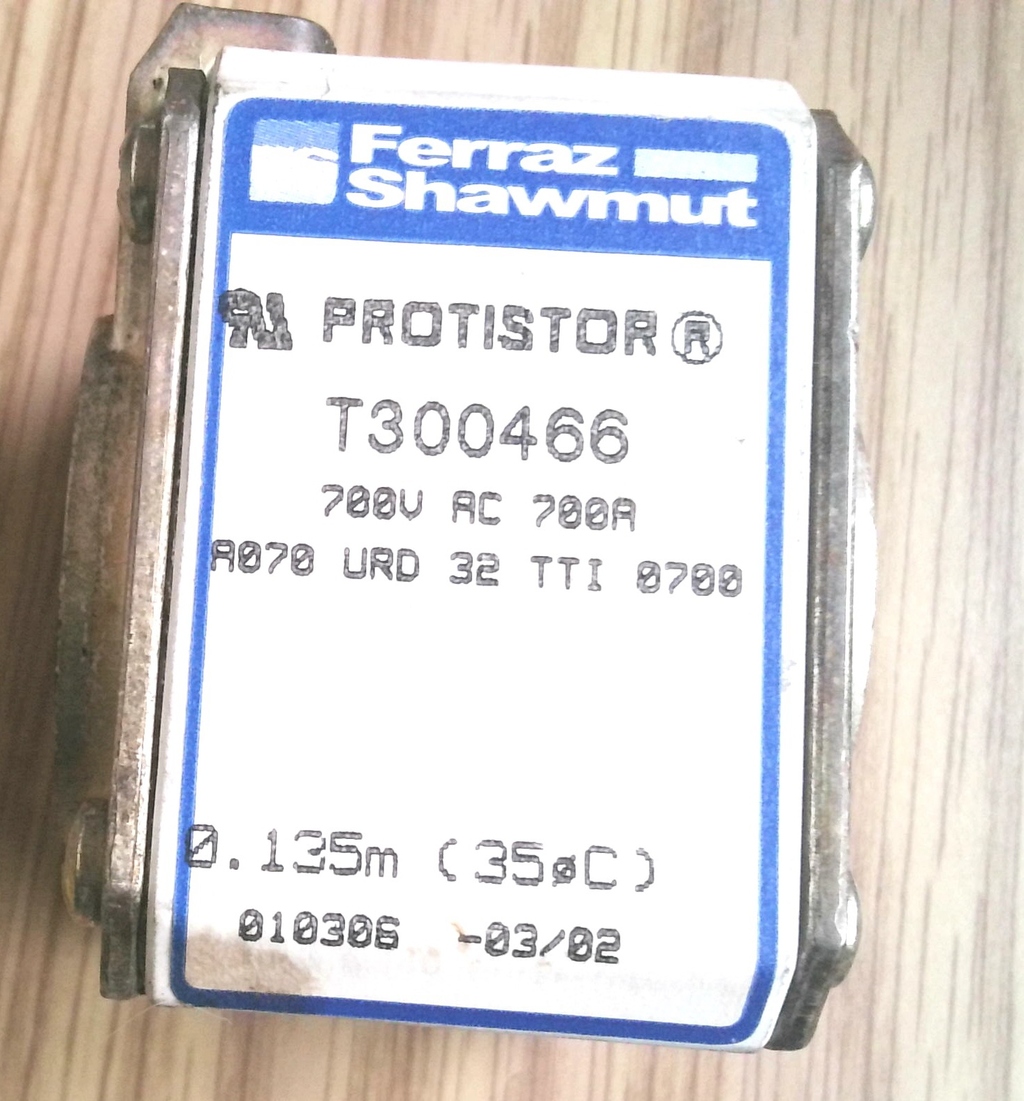 Ferraz
Shawmut
PROTISTOR®
T300466
700V AC 700A
A070 URD 32 TTI 0700
0.135m (35øC)
010306 -03/02